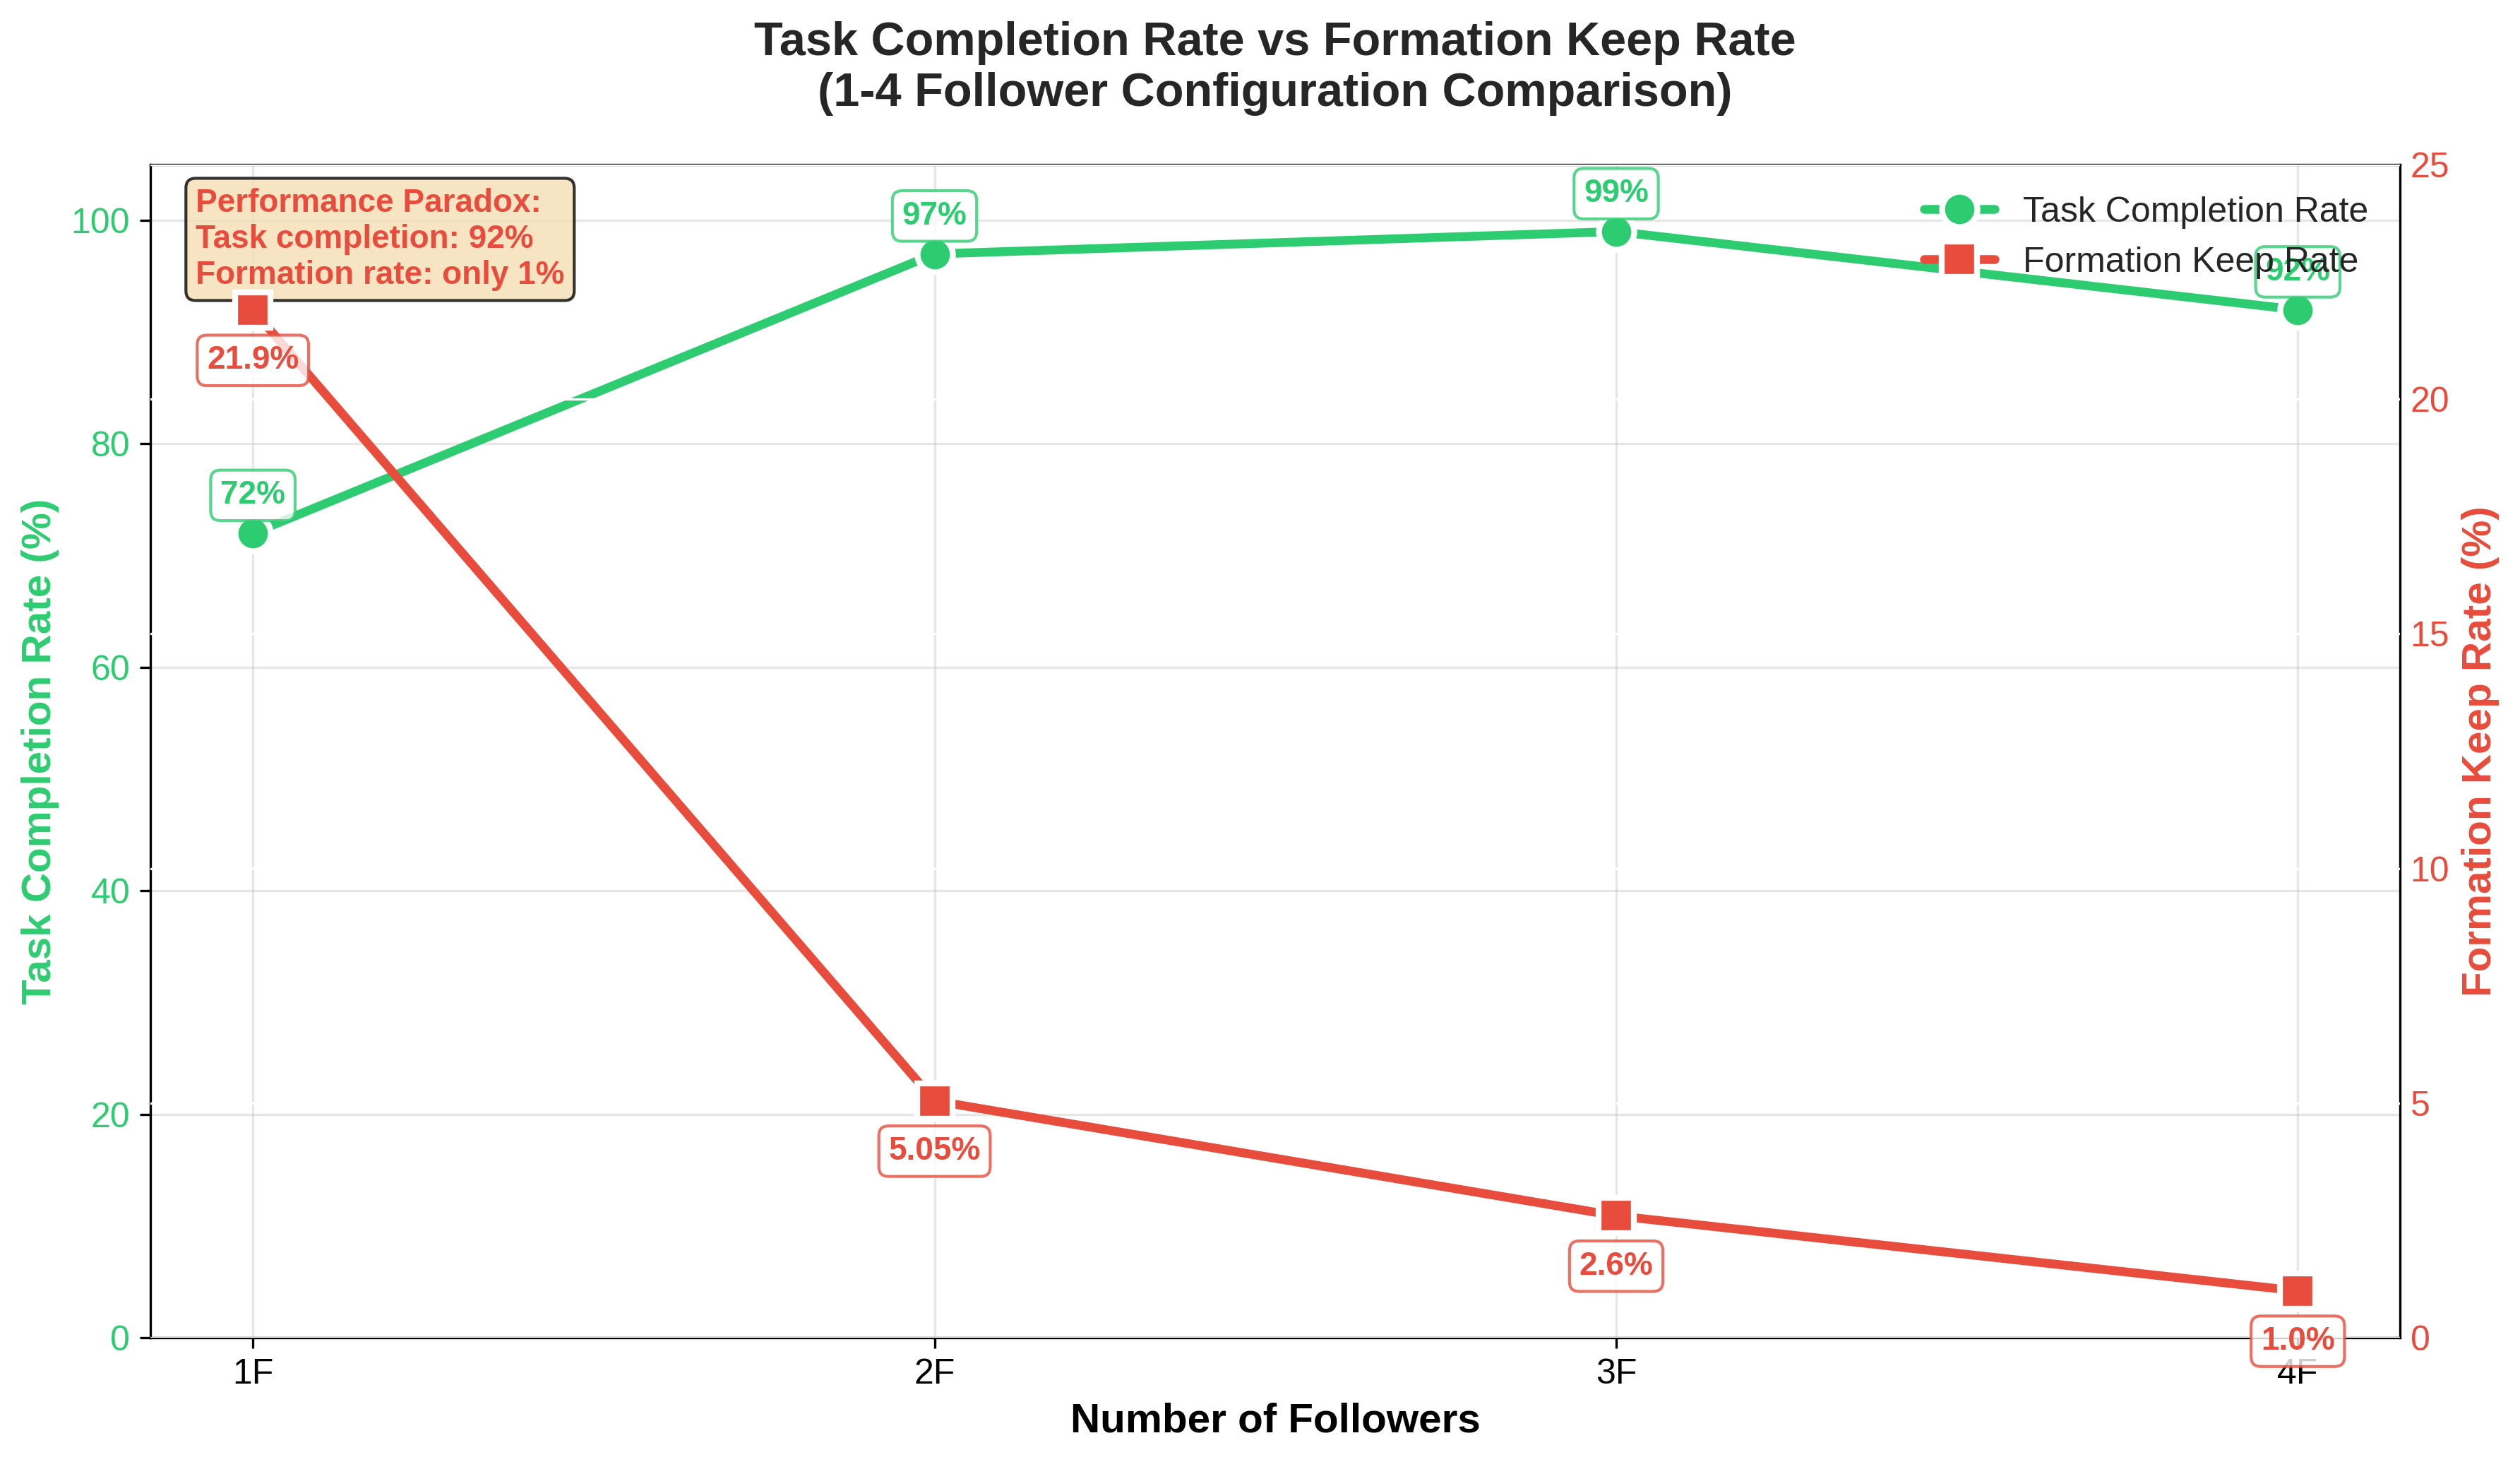 Task Completion Rate vs Formation Keep Rate
(1-4 Follower Configuration Comparison)
Performance Paradox:
Task completion: 92%
Formation rate: only 1%
Task Completion Rate
Formation Keep Rate
97%
99%
92%
21.9%
72%
5.05%
2.6%
1.0%
Task Completion Rate (%)
100
80
60
40
20
0
Formation Keep Rate (%)
25
20
15
10
5
0
1F
2F
3F
4F
Number of Followers